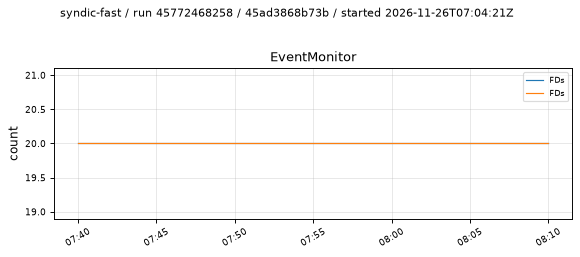 syndic-fast / run 45772468258 / 45ad3868b73b / started 2026-11-26T07:04:21Z
EventMonitor
count
21.0
20.5
20.0
19.5
19.0
FDs
FDs
07:40
07:45
07:50
07:55
08:00
08:05
08:10